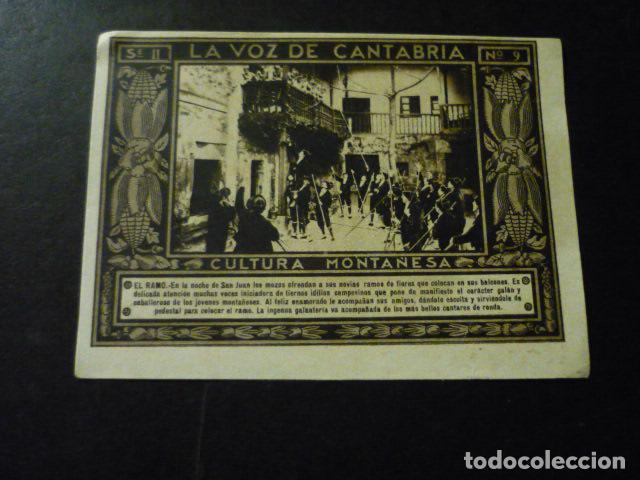 Sᴱ II LA VOZ DE CANTABRIA Nº 9
CULTURA MONTAÑESA
EL RAMO.-En la noche de San Juan los mozos ofrendan a sus novias ramos de flores que colocan en sus balcones. Es
delicada atención muchas veces iniciadora de tiernos idilios campesinos que pone de manifiesto el carácter galán y
caballeroso de los jovenes montañeses. Al feliz enamorado le acompañan sus amigos, dándole escolta y sirviéndole de
pedestal para colocar el ramo. La ingenua galantería va acompañada de los más bellos cantares de ronda.
todocoleccion.net